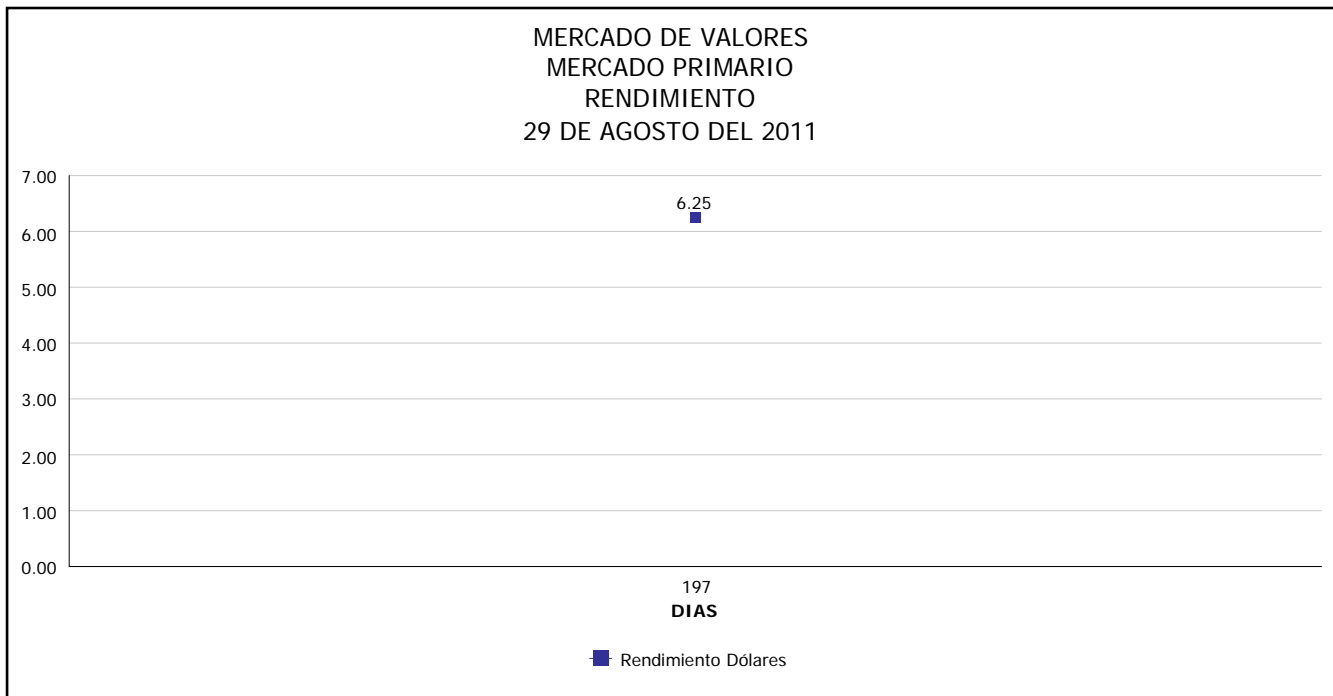 MERCADO DE VALORES
MERCADO PRIMARIO
RENDIMIENTO
29 DE AGOSTO DEL 2011
7.00
6.25
6.00
5.00
4.00
3.00
2.00
1.00
0.00
197
DIAS
Rendimiento Dólares